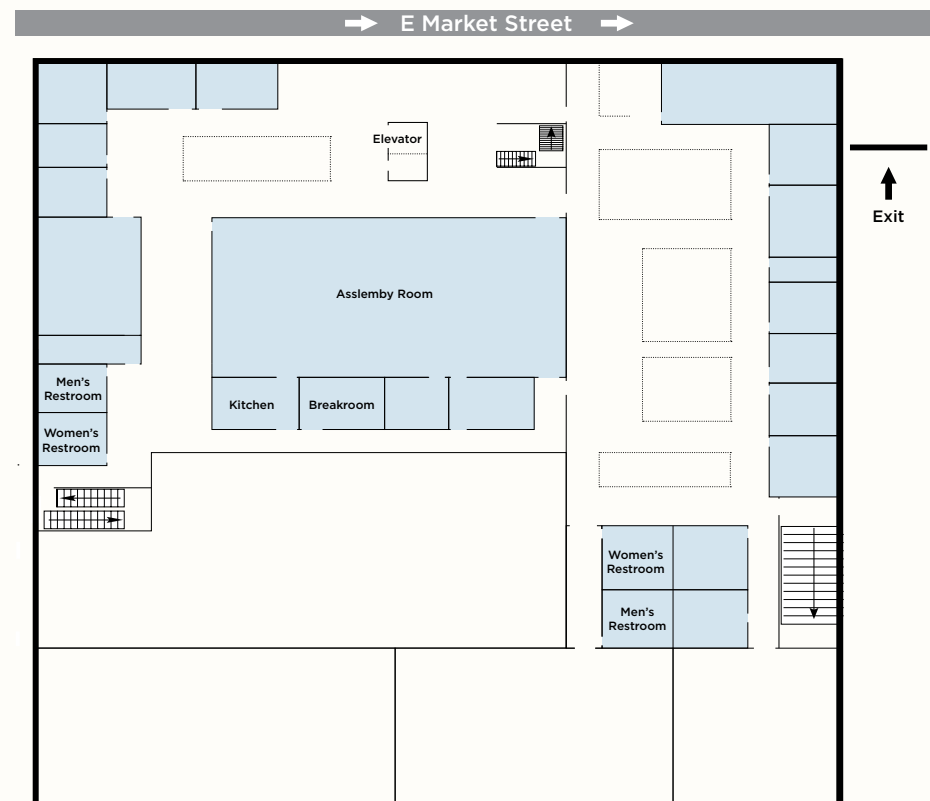 E Market Street
Elevator
Exit
Asslemby Room
Men's
Restroom
Kitchen
Breakroom
Women's
Restroom
Women's
Restroom
Men's
Restroom